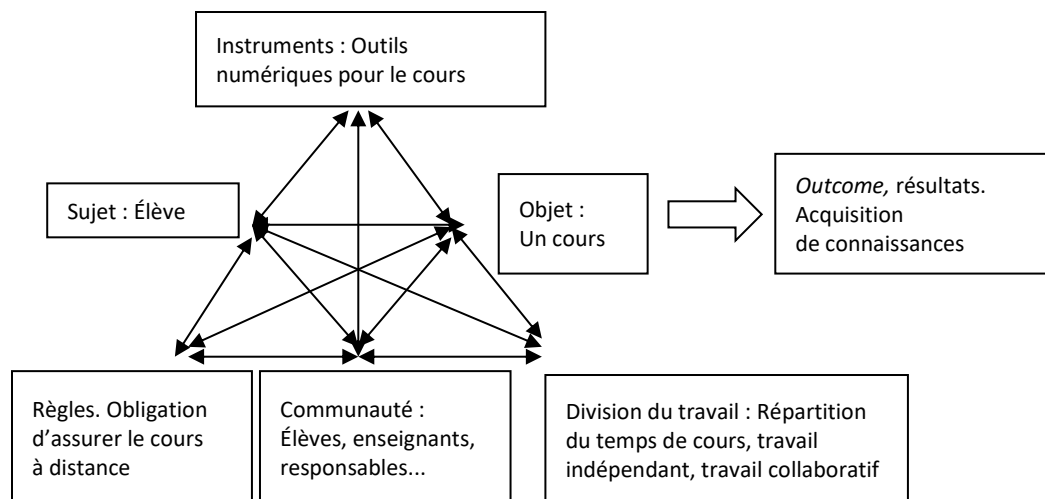 Instruments : Outils
numériques pour le cours
Sujet : Élève
Objet :
Un cours
Outcome, résultats.
Acquisition
de connaissances
Règles. Obligation
d’assurer le cours
à distance
Communauté :
Élèves, enseignants,
responsables...
Division du travail : Répartition
du temps de cours, travail
indépendant, travail collaboratif